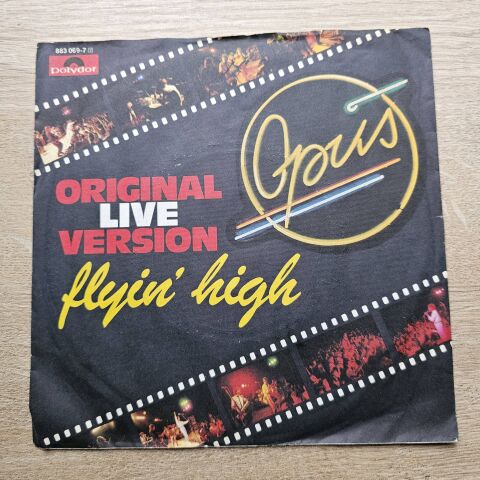 883 069-7
Polydor
Opus
ORIGINAL
LIVE
VERSION
flyin' high